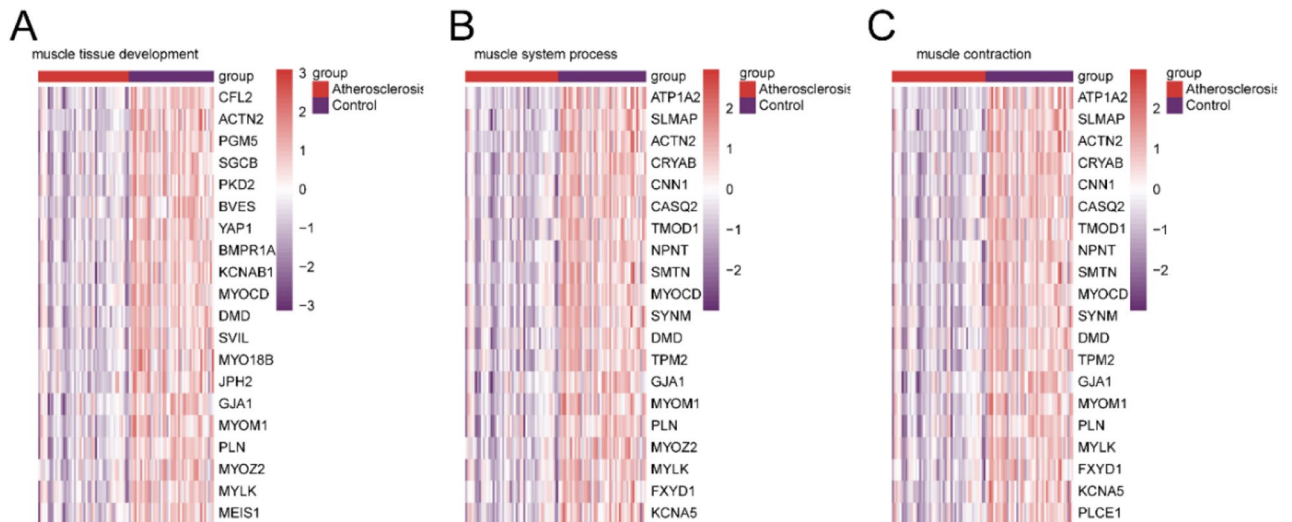 A
muscle tissue development
group
CFL2
ACTN2
PGM5
SGCB
PKD2
BVES
YAP1
BMPR1A
KCNAB1
MYOCD
DMD
SVIL
MYO18B
JPH2
GJA1
MYOM1
PLN
MYOZ2
MYLK
MEIS1
3
2
1
0
−1
−2
−3
group
Atherosclerosis
Control
B
muscle system process
group
ATP1A2
SLMAP
ACTN2
CRYAB
CNN1
CASQ2
TMOD1
NPNT
SMTN
MYOCD
SYNM
DMD
TPM2
GJA1
MYOM1
PLN
MYOZ2
MYLK
FXYD1
KCNA5
2
1
0
−1
−2
group
Atherosclerosis
Control
C
muscle contraction
group
ATP1A2
SLMAP
ACTN2
CRYAB
CNN1
CASQ2
TMOD1
NPNT
SMTN
MYOCD
SYNM
DMD
TPM2
GJA1
MYOM1
PLN
MYLK
FXYD1
KCNA5
PLCE1
2
1
0
−1
−2
group
Atherosclerosis
Control